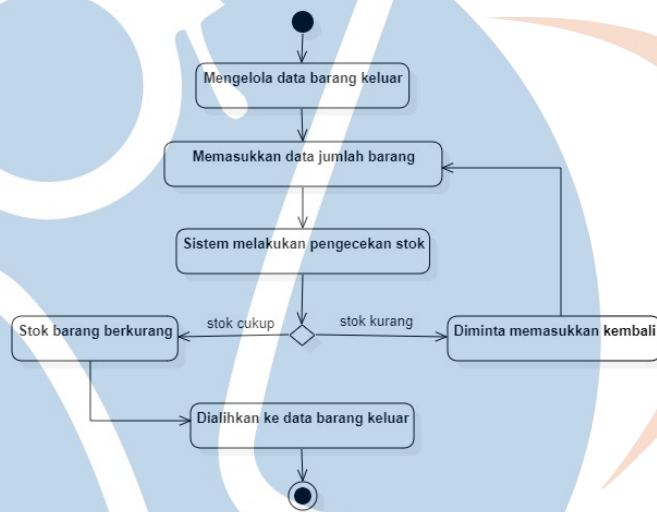 Mengelola data barang keluar
Memasukkan data jumlah barang
Sistem melakukan pengecekan stok
stok cukup
stok kurang
Stok barang berkurang
Diminta memasukkan kembali
Dialihkan ke data barang keluar